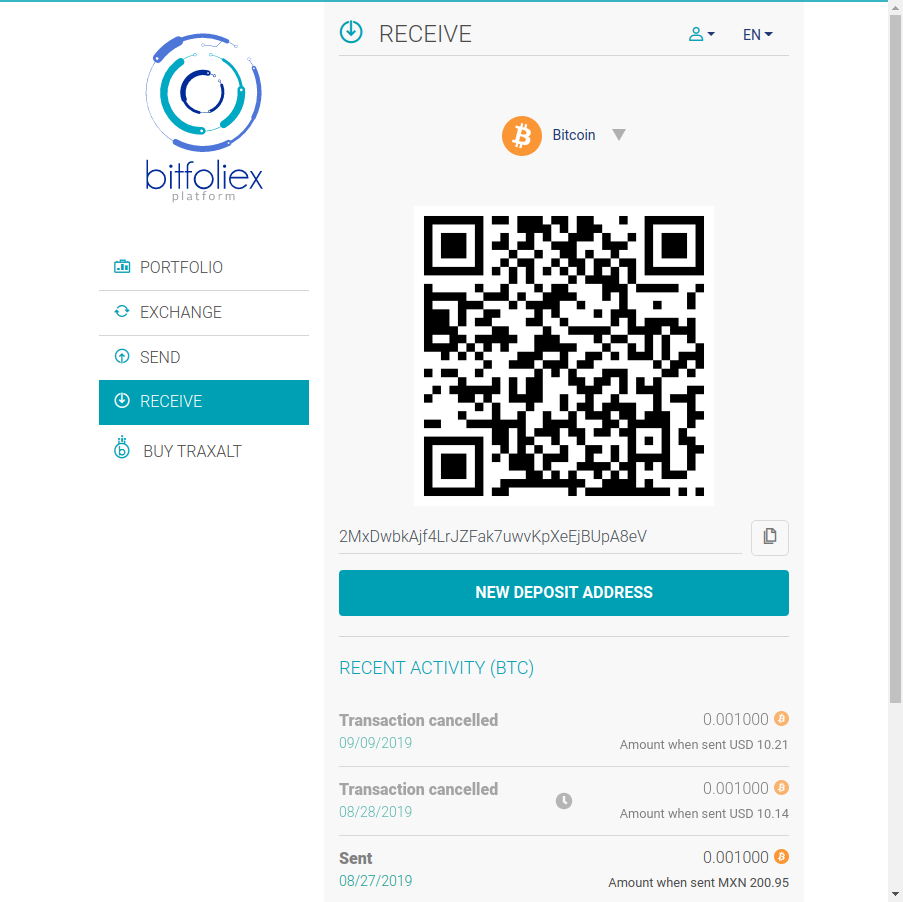 bitfoliex
platform
PORTFOLIO
EXCHANGE
SEND
RECEIVE
BUY TRAXALT
RECEIVE
EN
Bitcoin
2MxDwbkAjf4LrJZFak7uwvKpXeEjBUpA8eV
NEW DEPOSIT ADDRESS
RECENT ACTIVITY (BTC)
Transaction cancelled 0.001000
09/09/2019 Amount when sent USD 10.21
Transaction cancelled 0.001000
08/28/2019 Amount when sent USD 10.14
Sent 0.001000
08/27/2019 Amount when sent MXN 200.95